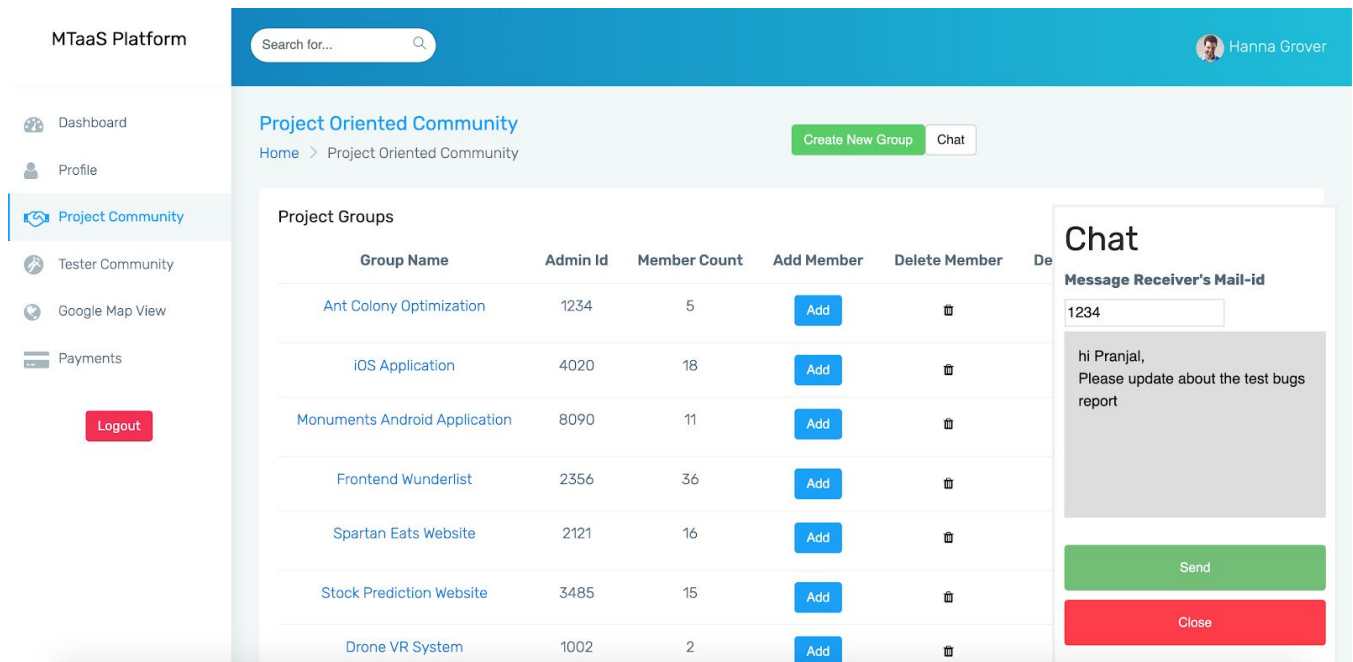 MTaaS Platform
Search for...
Hanna Grover
Dashboard
Profile
Project Community
Tester Community
Google Map View
Payments
Logout
Project Oriented Community
Home > Project Oriented Community
Create New Group Chat
Project Groups
Group Name Admin Id Member Count Add Member Delete Member De
Ant Colony Optimization 1234 5 Add
iOS Application 4020 18 Add
Monuments Android Application 8090 11 Add
Frontend Wunderlist 2356 36 Add
Spartan Eats Website 2121 16 Add
Stock Prediction Website 3485 15 Add
Drone VR System 1002 2 Add
Chat
Message Receiver's Mail-id
1234
hi Pranjal,
Please update about the test bugs
report
Send
Close